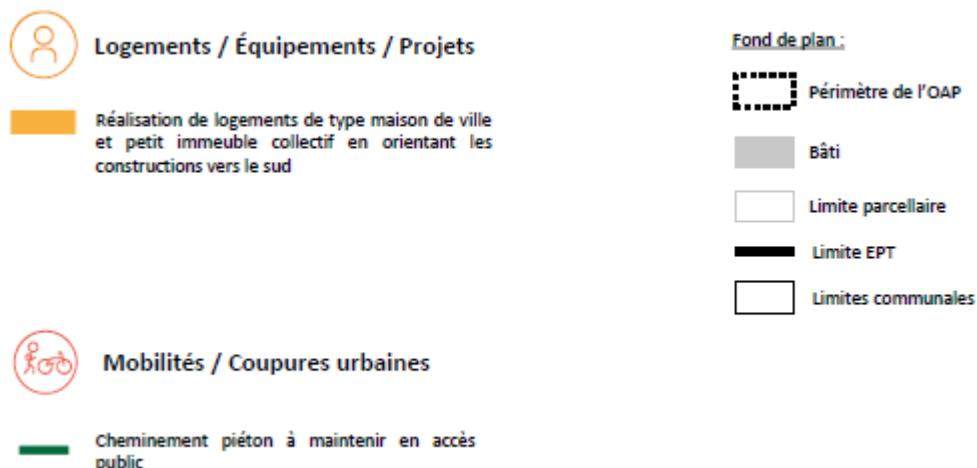 Logements / Équipements / Projets
Réalisation de logements de type maison de ville
et petit immeuble collectif en orientant les
constructions vers le sud
Mobilités / Coupures urbaines
Cheminement piéton à maintenir en accès
public
Fond de plan :
Périmètre de l'OAP
Bâti
Limite parcellaire
Limite EPT
Limites communales